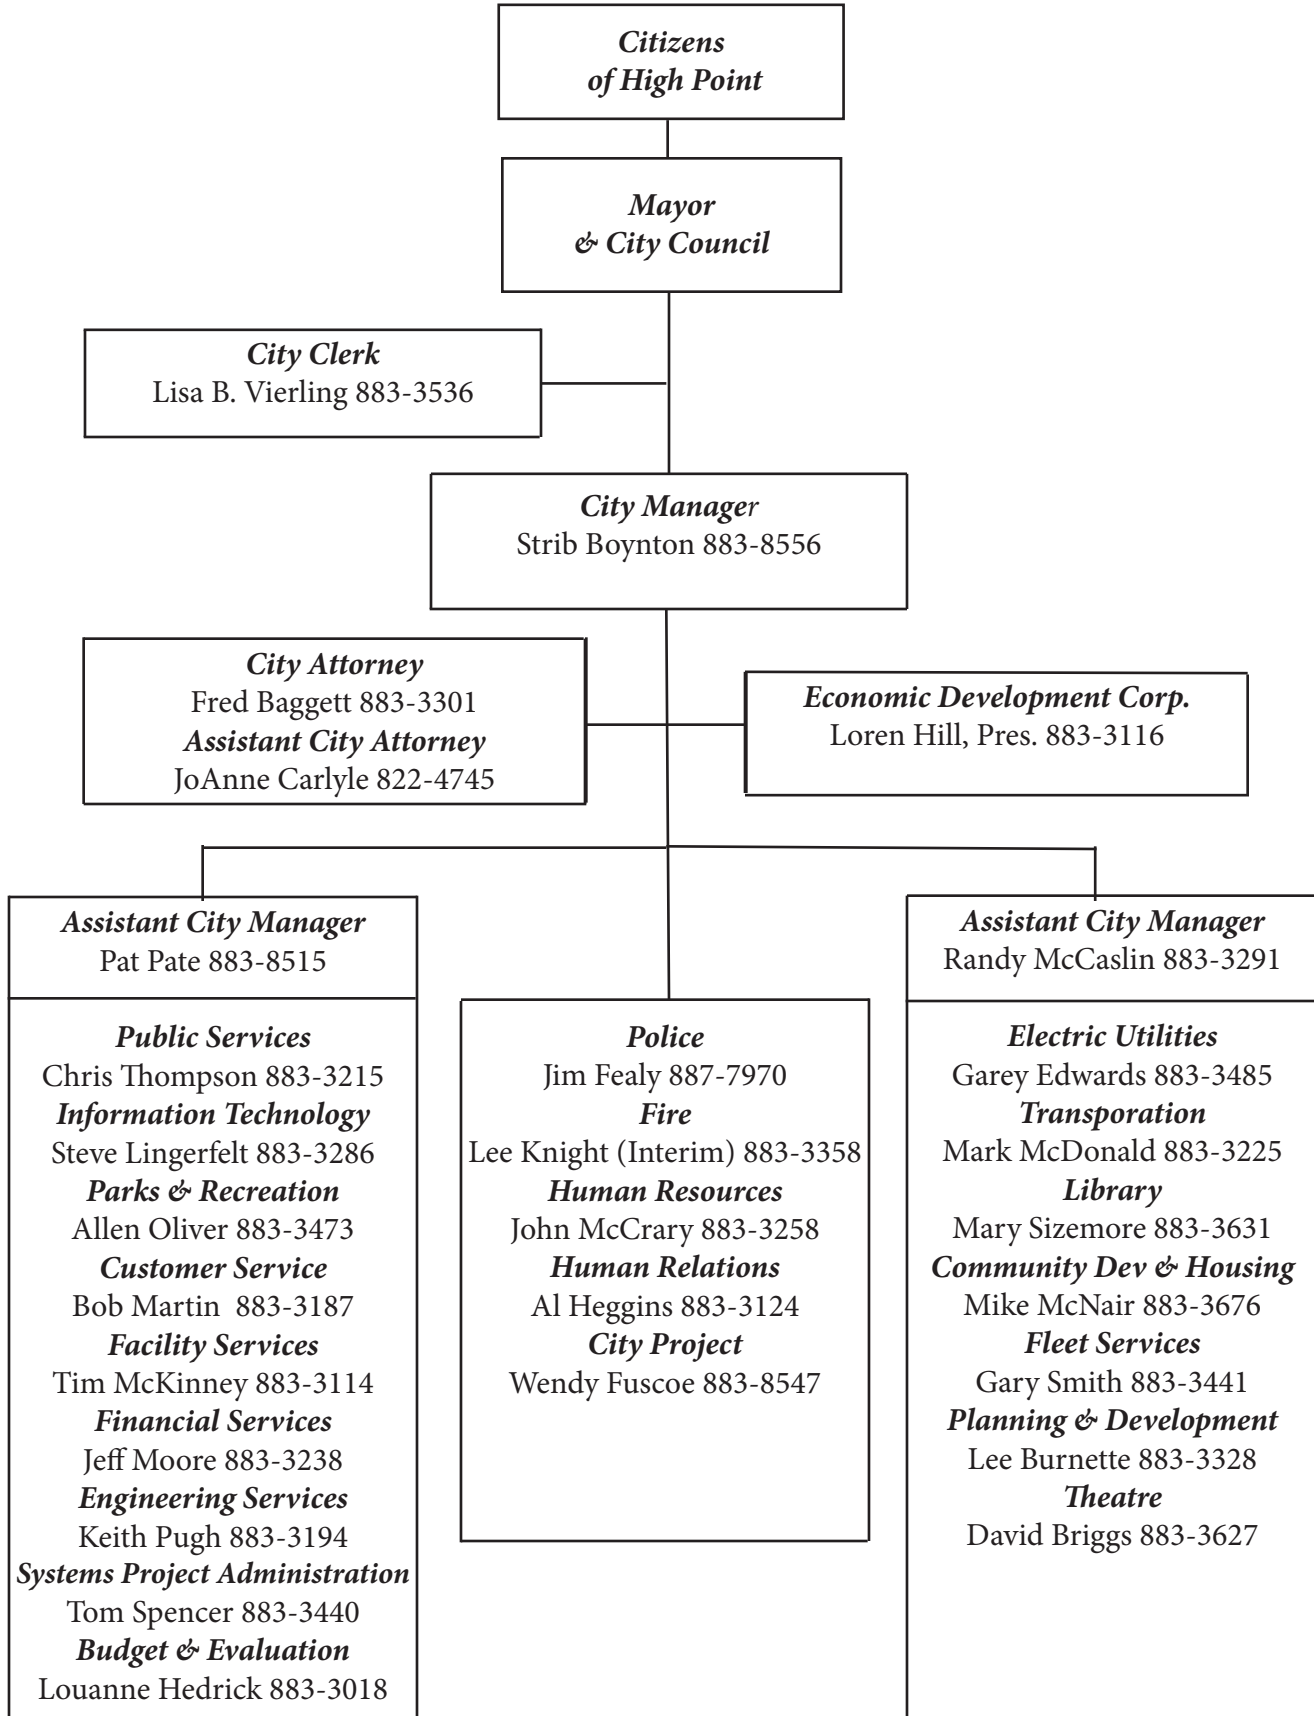 Citizens
of High Point
Mayor
& City Council
City Clerk
Lisa B. Vierling 883-3536
City Manager
Strib Boynton 883-8556
City Attorney
Fred Baggett 883-3301
Assistant City Attorney
JoAnne Carlyle 822-4745
Economic Development Corp.
Loren Hill, Pres. 883-3116
Assistant City Manager
Pat Pate 883-8515
Public Services
Chris Thompson 883-3215
Information Technology
Steve Lingerfelt 883-3286
Parks & Recreation
Allen Oliver 883-3473
Customer Service
Bob Martin  883-3187
Facility Services
Tim McKinney 883-3114
Financial Services
Jeff Moore 883-3238
Engineering Services
Keith Pugh 883-3194
Systems Project Administration
Tom Spencer 883-3440
Budget & Evaluation
Louanne Hedrick 883-3018
Police
Jim Fealy 887-7970
Fire
Lee Knight (Interim) 883-3358
Human Resources
John McCrary 883-3258
Human Relations
Al Heggins 883-3124
City Project
Wendy Fuscoe 883-8547
Assistant City Manager
Randy McCaslin 883-3291
Electric Utilities
Garey Edwards 883-3485
Transporation
Mark McDonald 883-3225
Library
Mary Sizemore 883-3631
Community Dev & Housing
Mike McNair 883-3676
Fleet Services
Gary Smith 883-3441
Planning & Development
Lee Burnette 883-3328
Theatre
David Briggs 883-3627